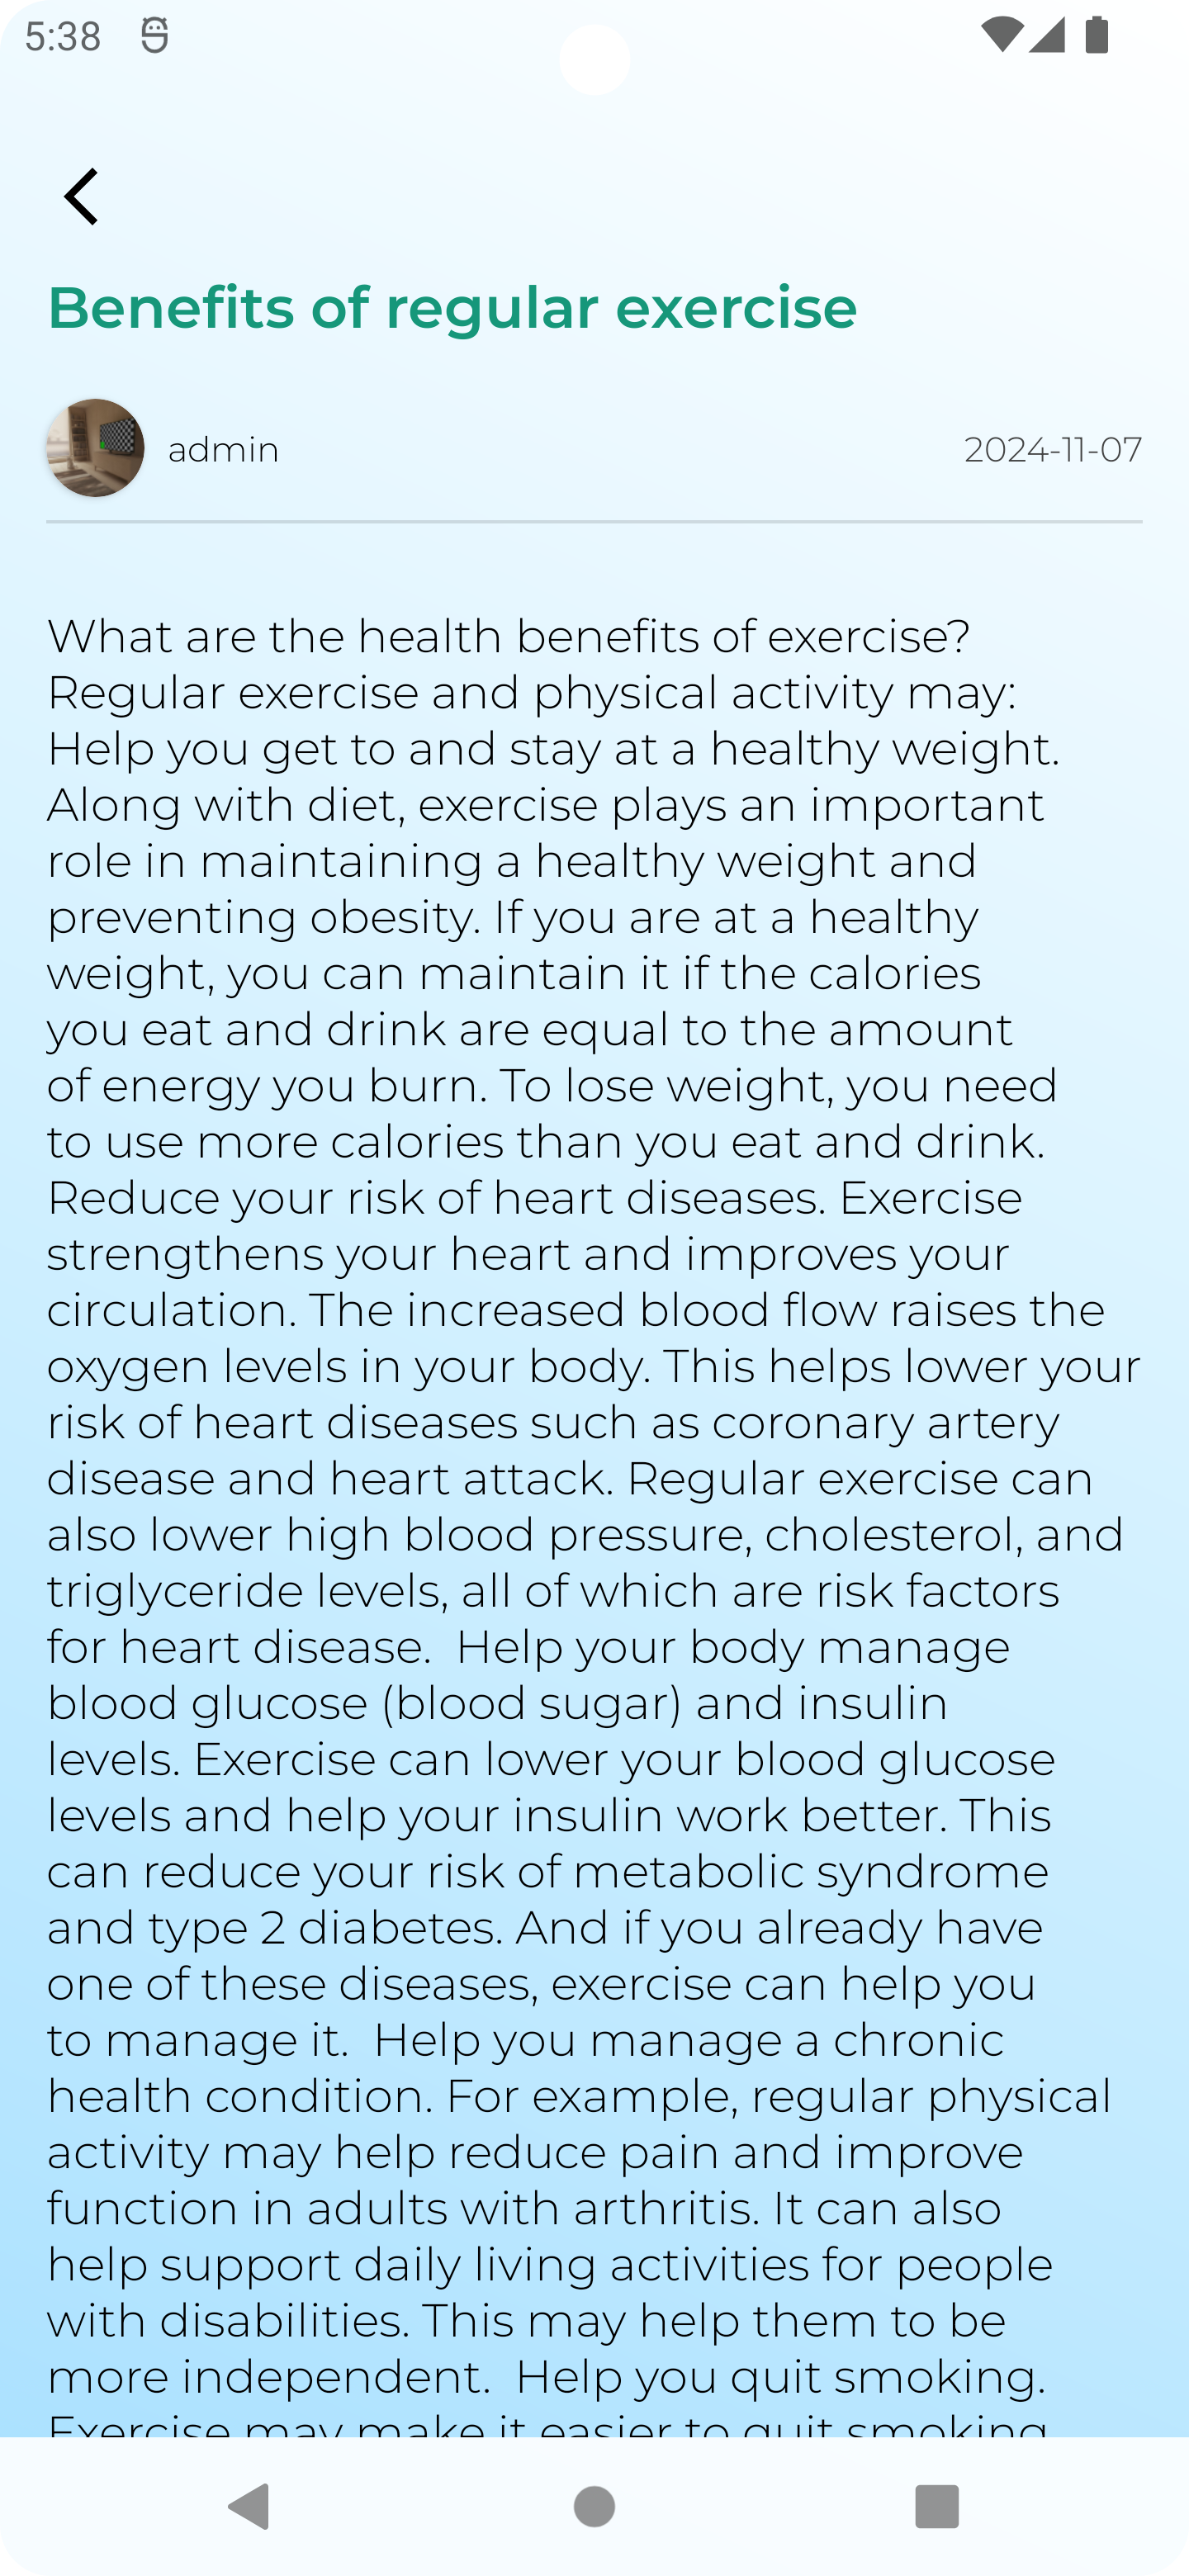 5:38
Benefits of regular exercise
admin
2024-11-07
What are the health benefits of exercise?
Regular exercise and physical activity may:
Help you get to and stay at a healthy weight.
Along with diet, exercise plays an important
role in maintaining a healthy weight and
preventing obesity. If you are at a healthy
weight, you can maintain it if the calories
you eat and drink are equal to the amount
of energy you burn. To lose weight, you need
to use more calories than you eat and drink.
Reduce your risk of heart diseases. Exercise
strengthens your heart and improves your
circulation. The increased blood flow raises the
oxygen levels in your body. This helps lower your
risk of heart diseases such as coronary artery
disease and heart attack. Regular exercise can
also lower high blood pressure, cholesterol, and
triglyceride levels, all of which are risk factors
for heart disease.  Help your body manage
blood glucose (blood sugar) and insulin
levels. Exercise can lower your blood glucose
levels and help your insulin work better. This
can reduce your risk of metabolic syndrome
and type 2 diabetes. And if you already have
one of these diseases, exercise can help you
to manage it.  Help you manage a chronic
health condition. For example, regular physical
activity may help reduce pain and improve
function in adults with arthritis. It can also
help support daily living activities for people
with disabilities. This may help them to be
more independent.  Help you quit smoking.
Exercise may make it easier to quit smoking